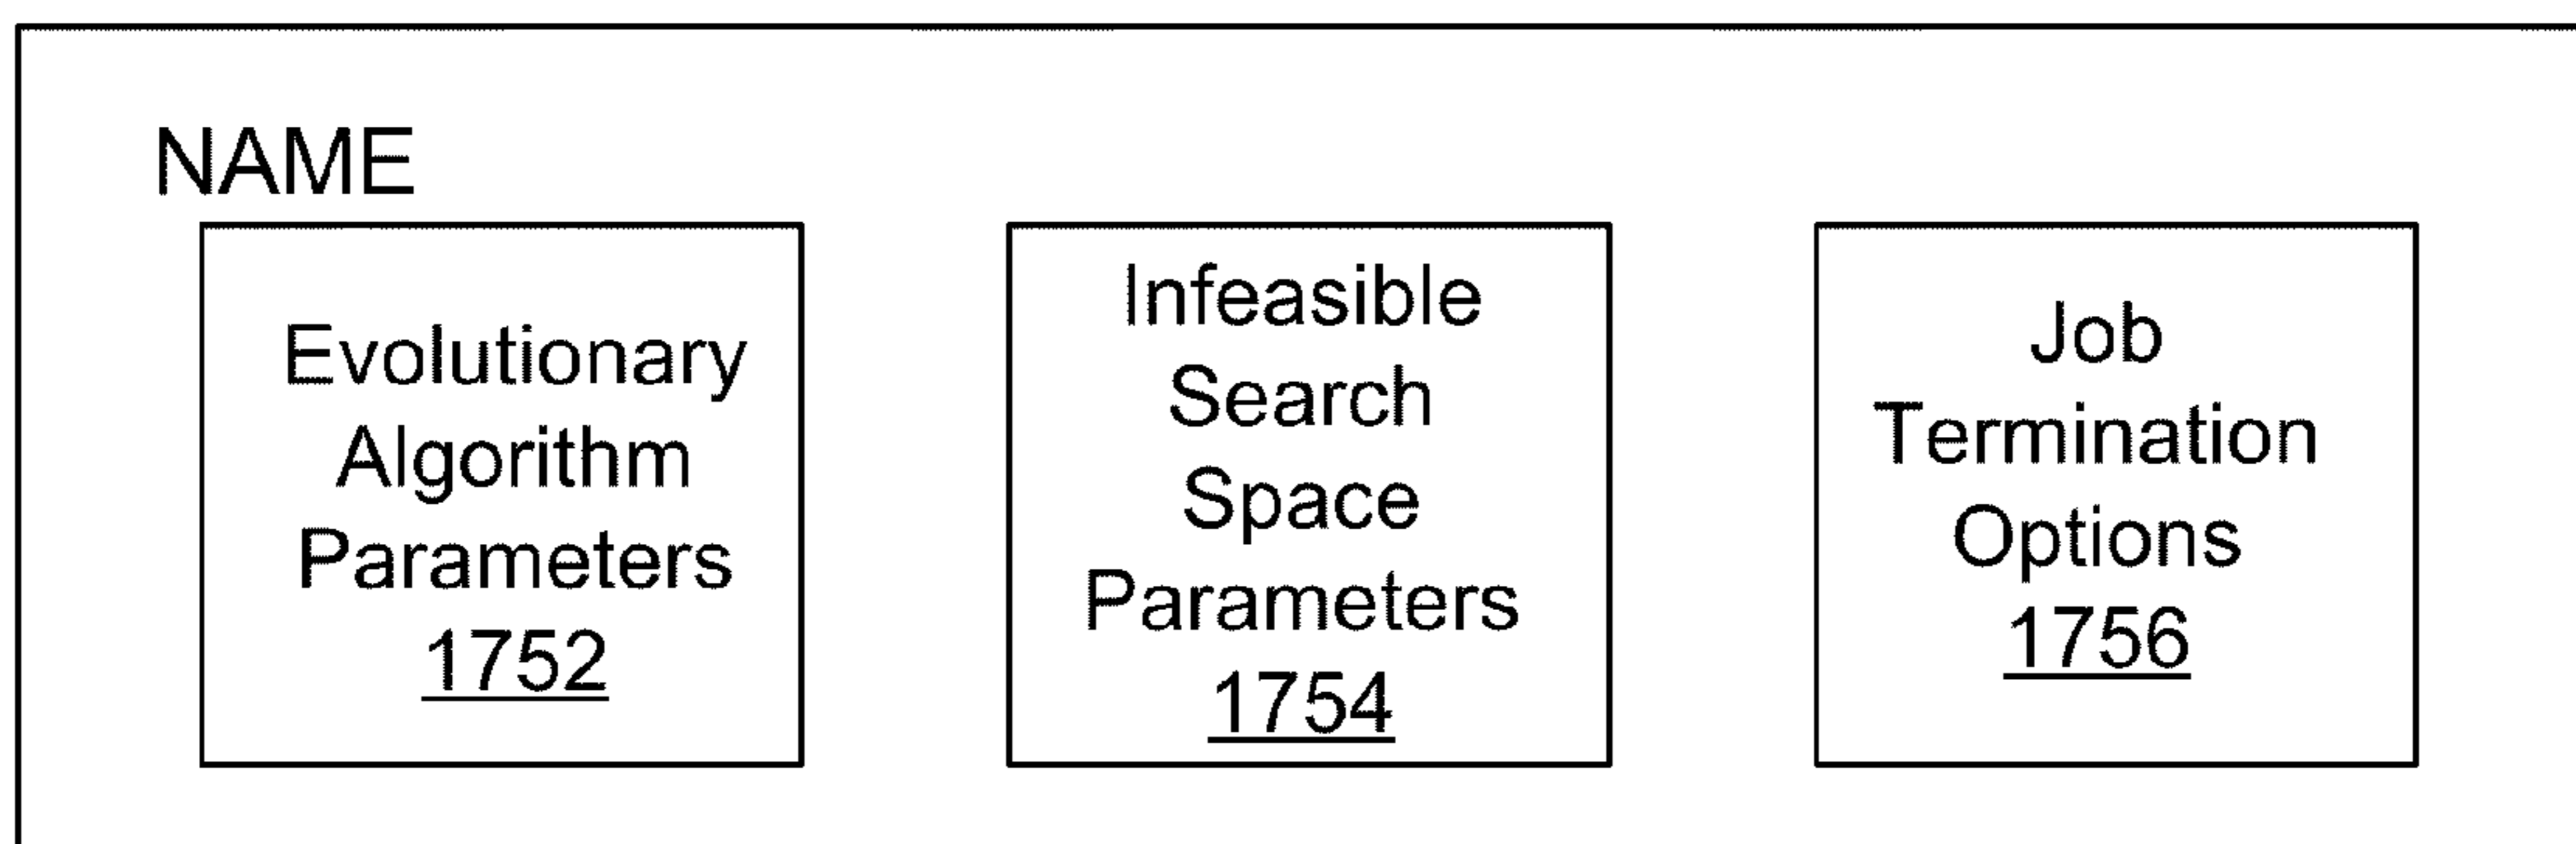 NAME
Evolutionary
Algorithm
Parameters
1752
Infeasible
Search
Space
Parameters
1754
Job
Termination
Options
1756